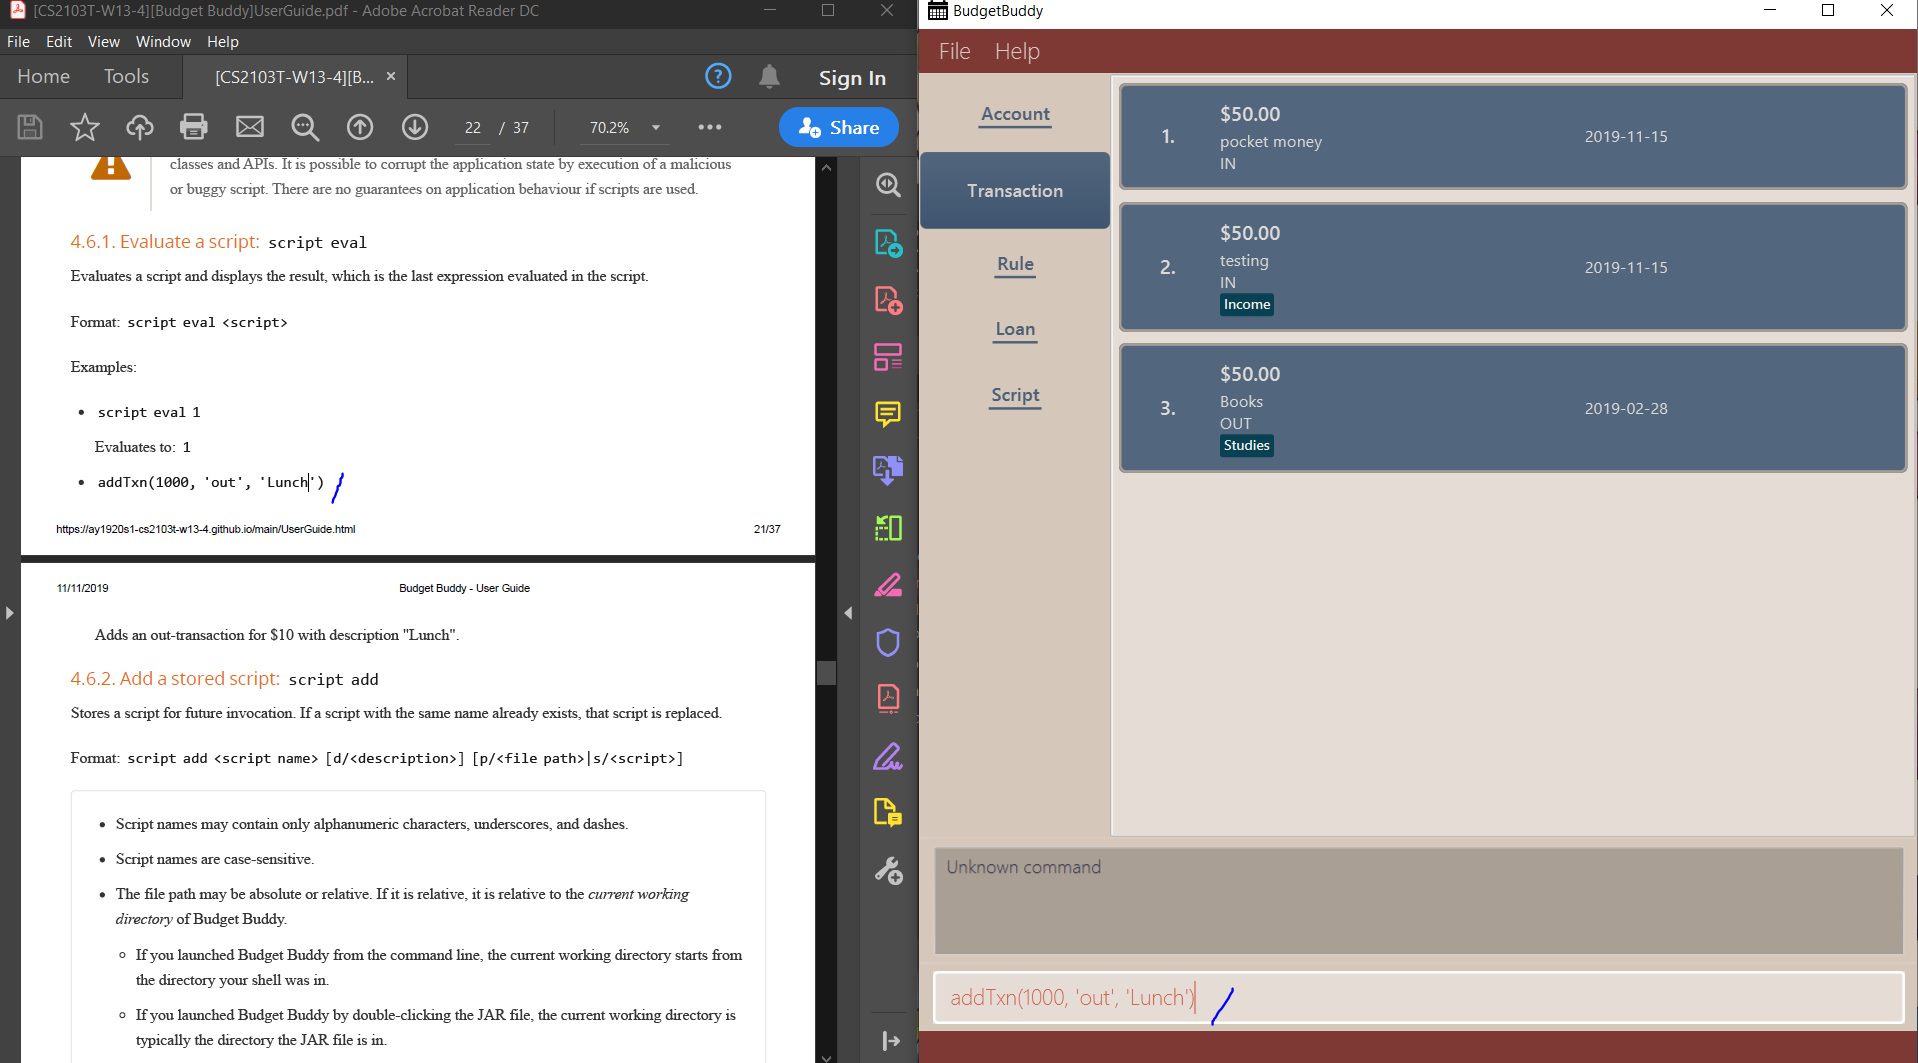 [CS2103T-W13-4][Budget Buddy]UserGuide.pdf - Adobe Acrobat Reader DC
File Edit View Window Help
Home Tools [CS2103T-W13-4][B... × ? Sign In
22 / 37 70.2% Share
classes and APIs. It is possible to corrupt the application state by execution of a malicious
or buggy script. There are no guarantees on application behaviour if scripts are used.
4.6.1. Evaluate a script: script eval
Evaluates a script and displays the result, which is the last expression evaluated in the script.
Format: script eval <script>
Examples:
• script eval 1
Evaluates to: 1
• addTxn(1000, 'out', 'Lunch')
https://ay1920s1-cs2103t-w13-4.github.io/main/UserGuide.html 21/37
11/11/2019 Budget Buddy - User Guide
Adds an out-transaction for $10 with description "Lunch".
4.6.2. Add a stored script: script add
Stores a script for future invocation. If a script with the same name already exists, that script is replaced.
Format: script add <script name> [d/<description>] [p/<file path>|s/<script>]
• Script names may contain only alphanumeric characters, underscores, and dashes.
• Script names are case-sensitive.
• The file path may be absolute or relative. If it is relative, it is relative to the current working
directory of Budget Buddy.
◦ If you launched Budget Buddy from the command line, the current working directory starts from
the directory your shell was in.
◦ If you launched Budget Buddy by double-clicking the JAR file, the current working directory is
typically the directory the JAR file is in.
BudgetBuddy
File Help
Account
Transaction
Rule
Loan
Script
1. $50.00
pocket money 2019-11-15
IN
2. $50.00
testing 2019-11-15
IN
Income
3. $50.00
Books 2019-02-28
OUT
Studies
Unknown command
addTxn(1000, 'out', 'Lunch')